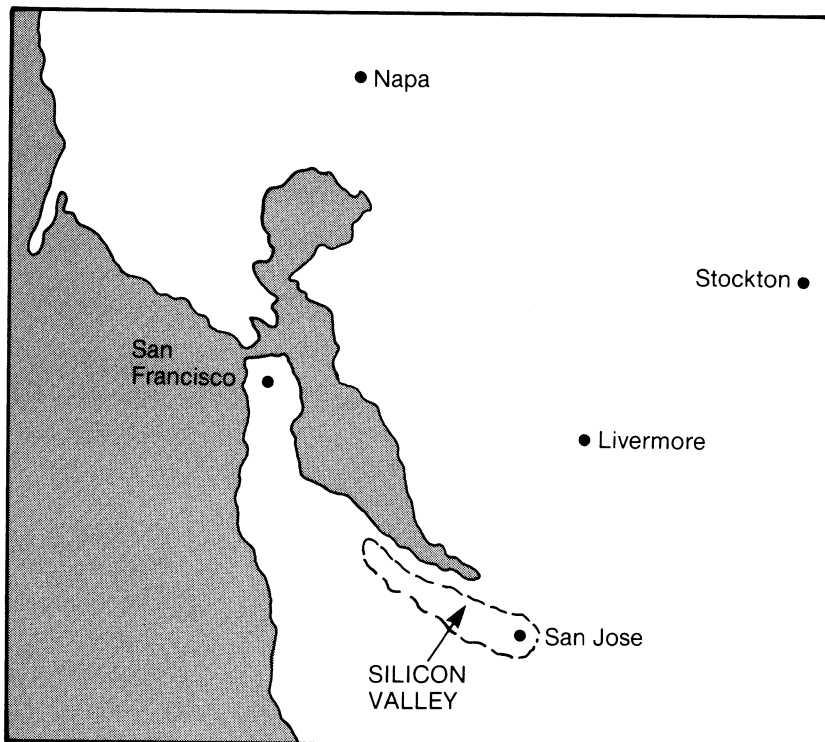 Napa
Stockton
San
Francisco
Livermore
San Jose
SILICON
VALLEY